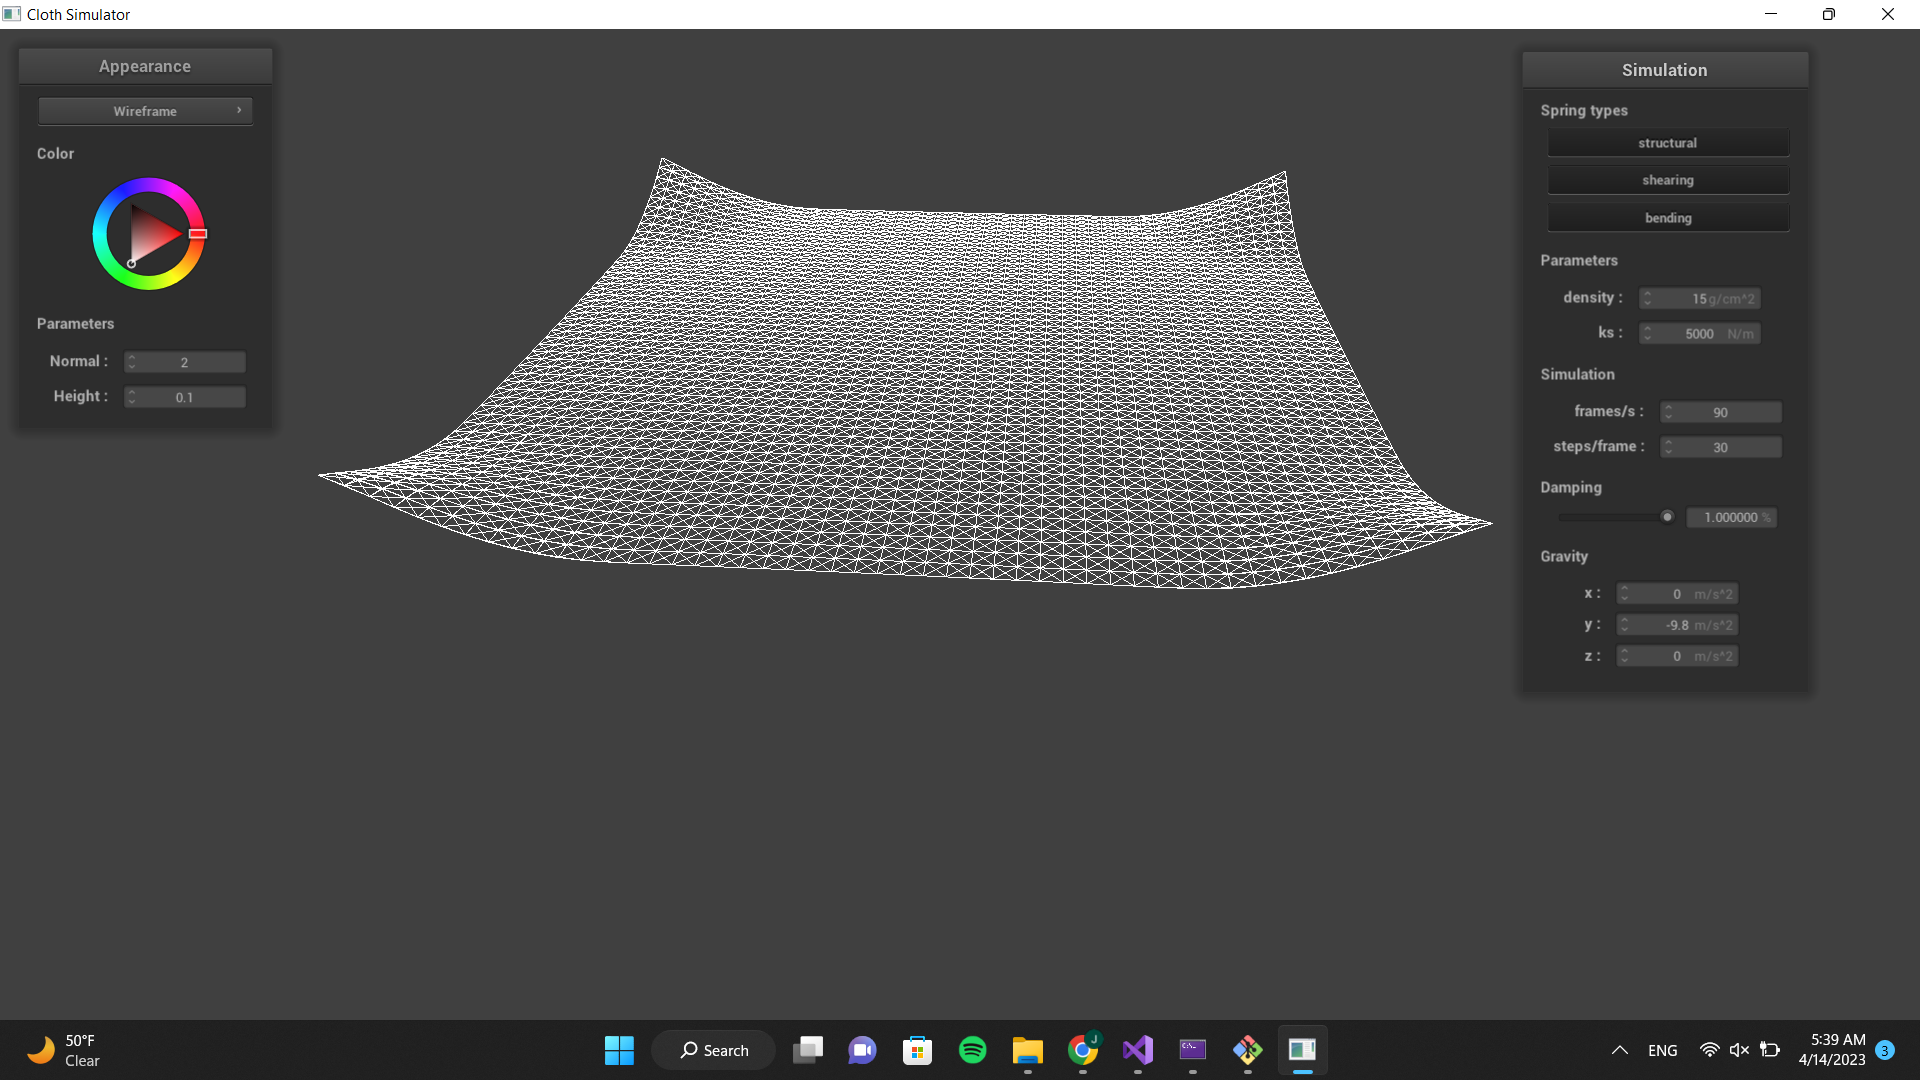 Cloth Simulator
Appearance
Wireframe
Color
Parameters
Normal : 2
Height : 0.1
Simulation
Spring types
structural
shearing
bending
Parameters
density : 15 g/cm^2
ks : 5000 N/m
Simulation
frames/s : 90
steps/frame : 30
Damping
1.000000 %
Gravity
x : 0 m/s^2
y : -9.8 m/s^2
z : 0 m/s^2
50°F
Clear
Search
J
C:\_
ENG
5:39 AM
4/14/2023
3